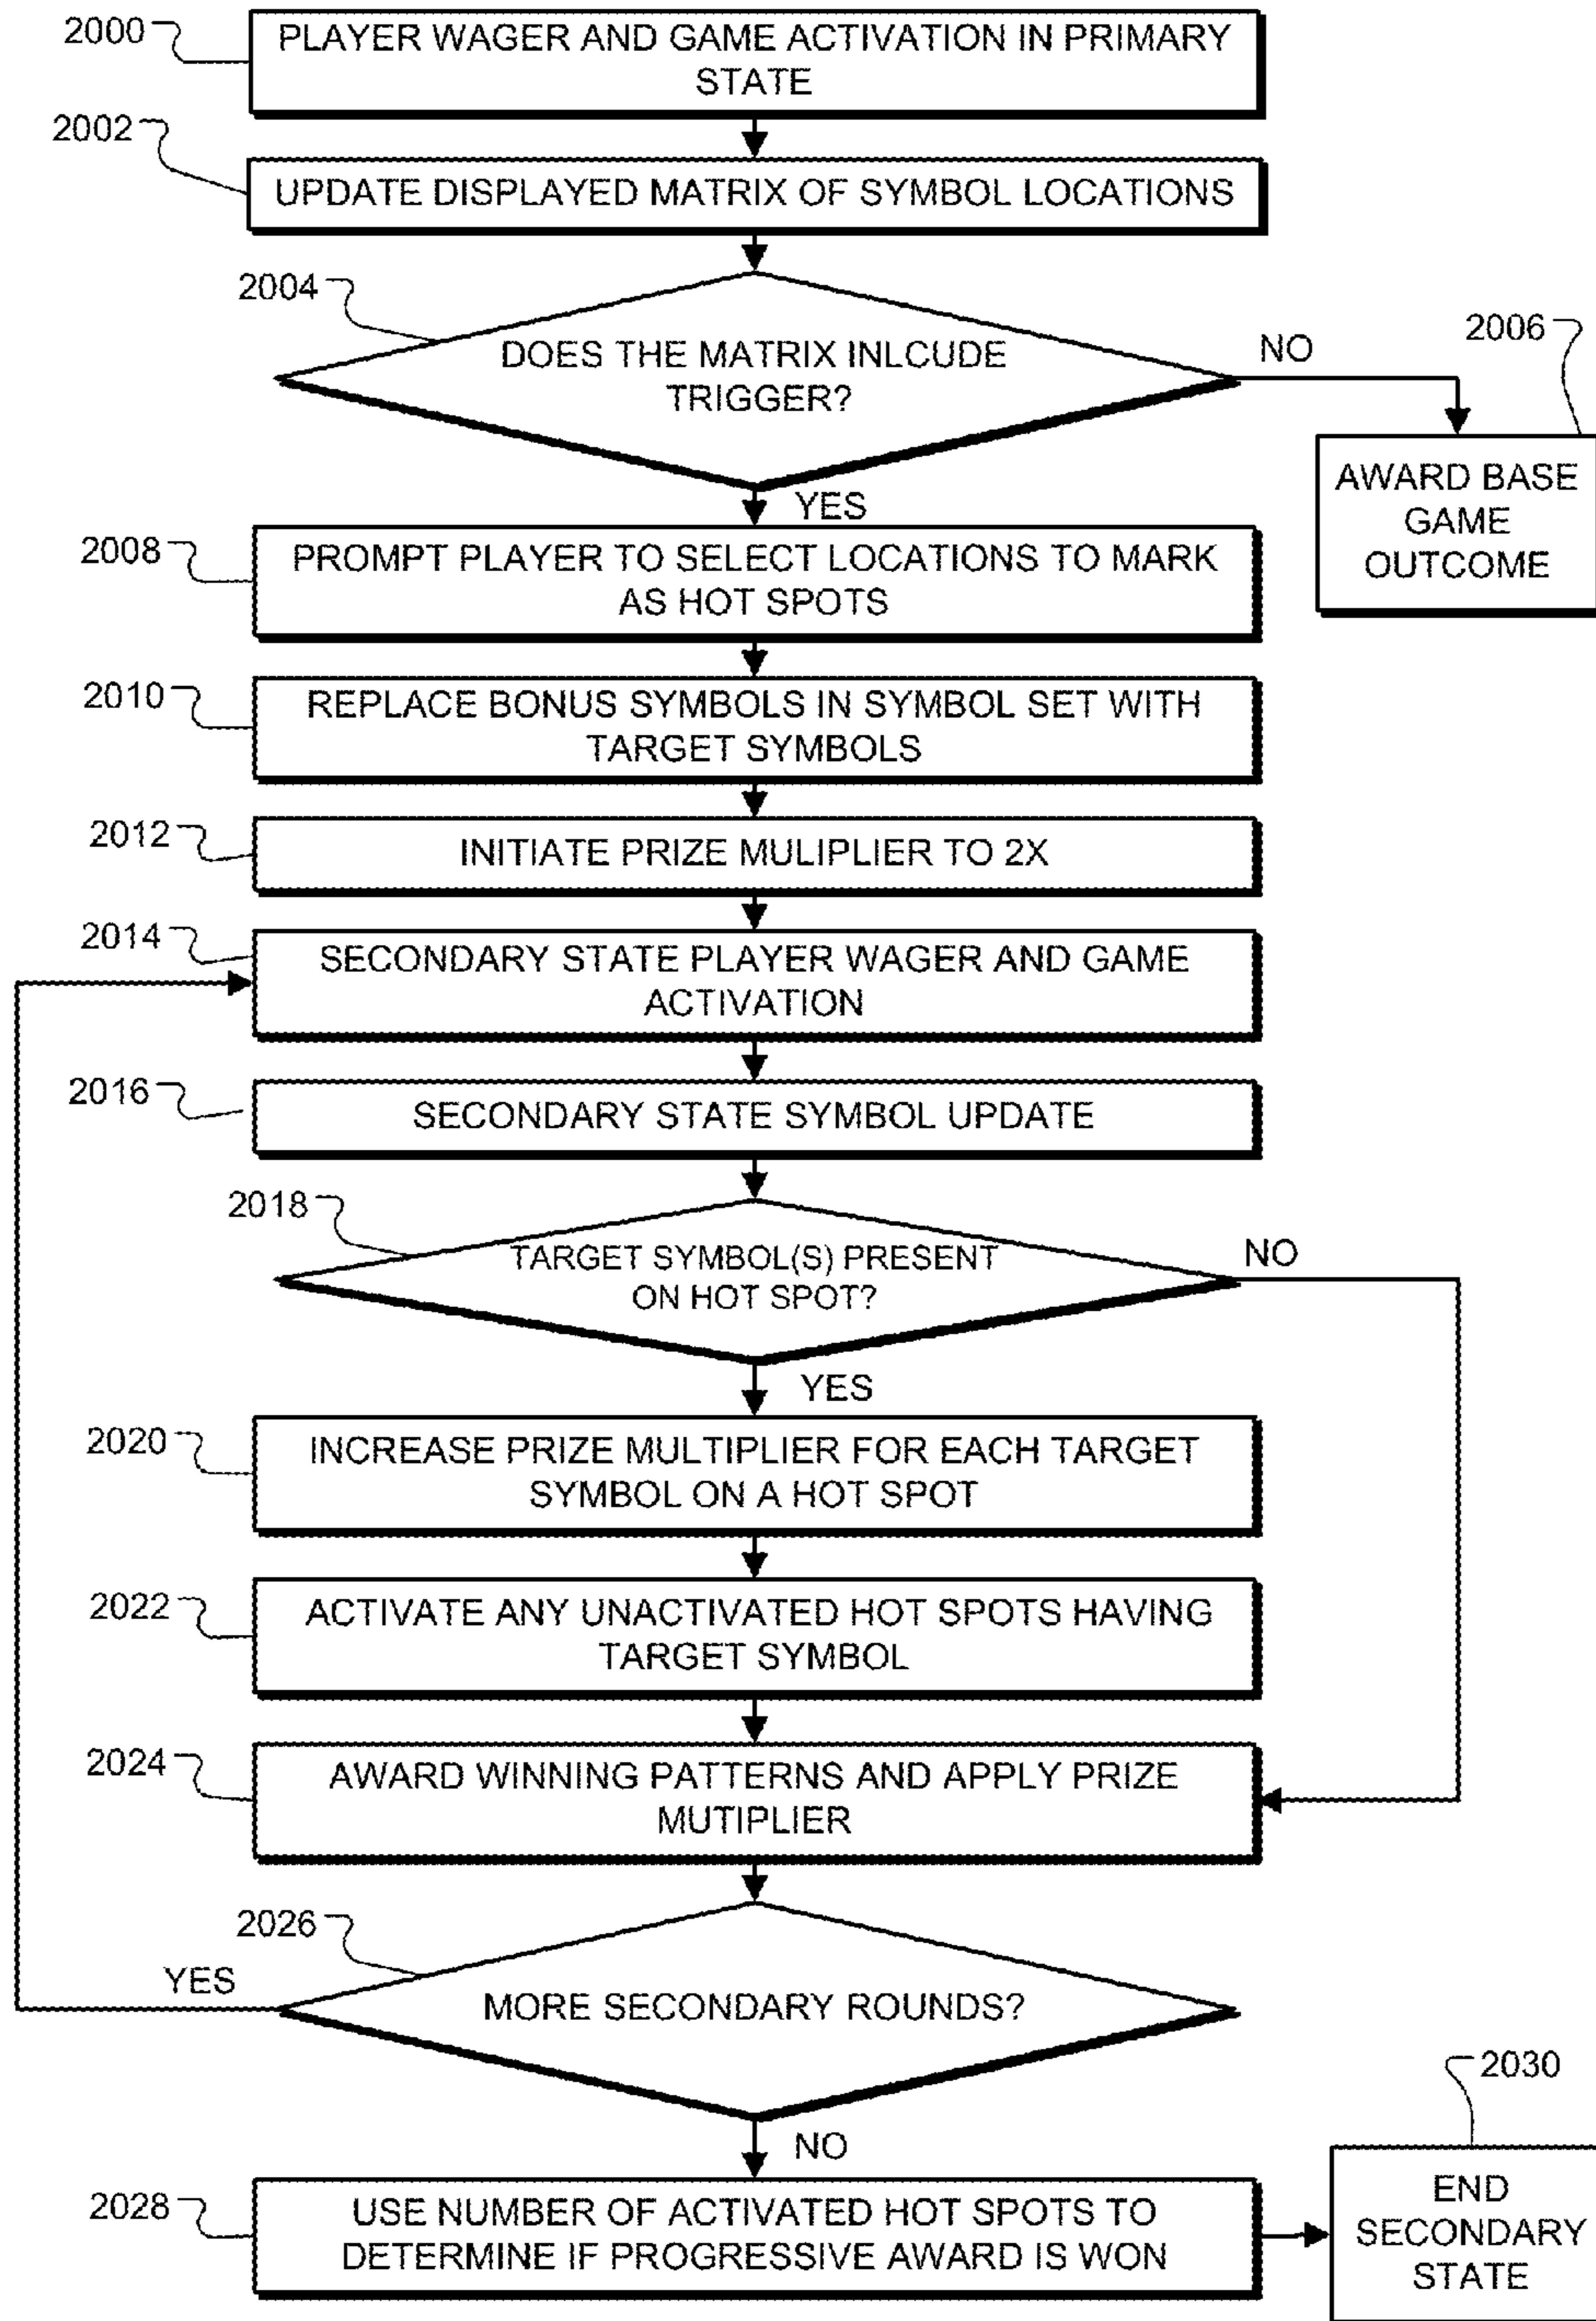 2000
PLAYER WAGER AND GAME ACTIVATION IN PRIMARY
STATE
2002
UPDATE DISPLAYED MATRIX OF SYMBOL LOCATIONS
2004
DOES THE MATRIX INLCUDE
TRIGGER?
NO
2006
AWARD BASE
GAME
OUTCOME
YES
2008
PROMPT PLAYER TO SELECT LOCATIONS TO MARK
AS HOT SPOTS
2010
REPLACE BONUS SYMBOLS IN SYMBOL SET WITH
TARGET SYMBOLS
2012
INITIATE PRIZE MULIPLIER TO 2X
2014
SECONDARY STATE PLAYER WAGER AND GAME
ACTIVATION
2016
SECONDARY STATE SYMBOL UPDATE
2018
TARGET SYMBOL(S) PRESENT
ON HOT SPOT?
NO
YES
2020
INCREASE PRIZE MULTIPLIER FOR EACH TARGET
SYMBOL ON A HOT SPOT
2022
ACTIVATE ANY UNACTIVATED HOT SPOTS HAVING
TARGET SYMBOL
2024
AWARD WINNING PATTERNS AND APPLY PRIZE
MUTIPLIER
2026
YES
MORE SECONDARY ROUNDS?
NO
2028
USE NUMBER OF ACTIVATED HOT SPOTS TO
DETERMINE IF PROGRESSIVE AWARD IS WON
2030
END
SECONDARY
STATE